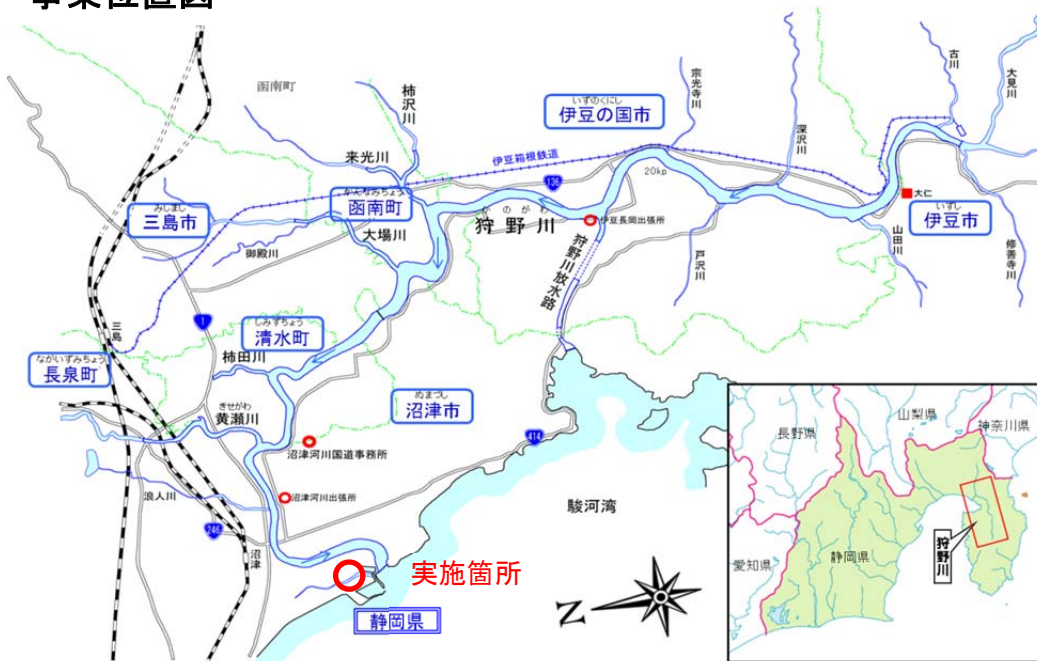 事業位置図
函南町
柿沢川
来光川
伊豆箱根鉄道
136
いずのくにし
伊豆の国市
宗光寺川
20kp
深沢川
古川
大見川
大仁
いずし
伊豆市
みしまし
三島市
かんなみちょう
函南町
大場川
御殿川
かのがわ
狩野川
伊豆長岡出張所
狩野川放水路
戸沢川
山田川
修善寺川
1
しみずちょう
清水町
三島
ながいずみちょう
長泉町
柿田川
きせがわ
黄瀬川
ぬまづし
沼津市
414
沼津河川国道事務所
沼津河川出張所
浪人川
246
沼津
駿河湾
実施箇所
静岡県
Z
長野県
山梨県
神奈川県
愛知県
静岡県
狩野川